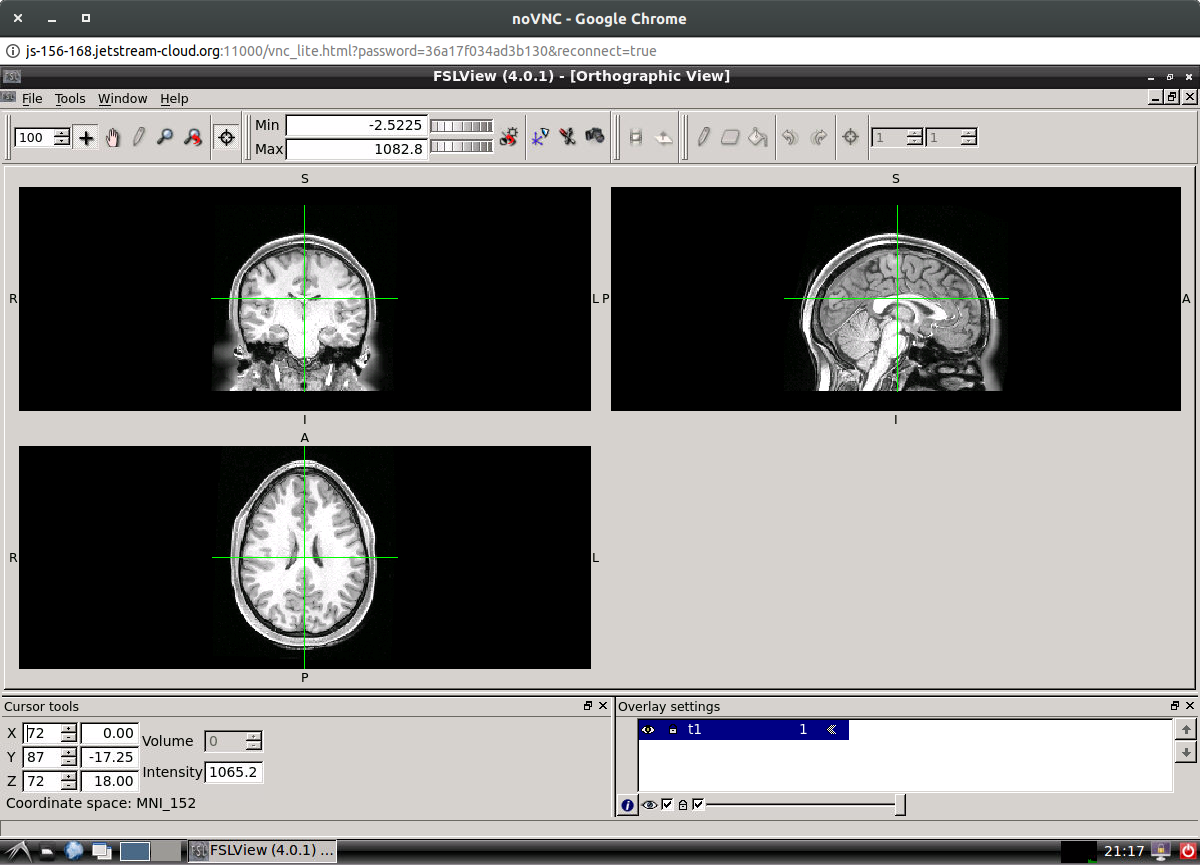 noVNC - Google Chrome
js-156-168.jetstream-cloud.org:11000/vnc_lite.html?password=36a17f034ad3b130&reconnect=true
FSLView (4.0.1) - [Orthographic View]
File Tools Window Help
100
Min -2.5225
Max 1082.8
1 1
S S
R L P A
I I
A
R L
P
Cursor tools
X 72 0.00
Y 87 -17.25
Z 72 18.00
Volume 0
Intensity 1065.2
Coordinate space: MNI_152
Overlay settings
t1 1
FSLView (4.0.1) ...
21:17